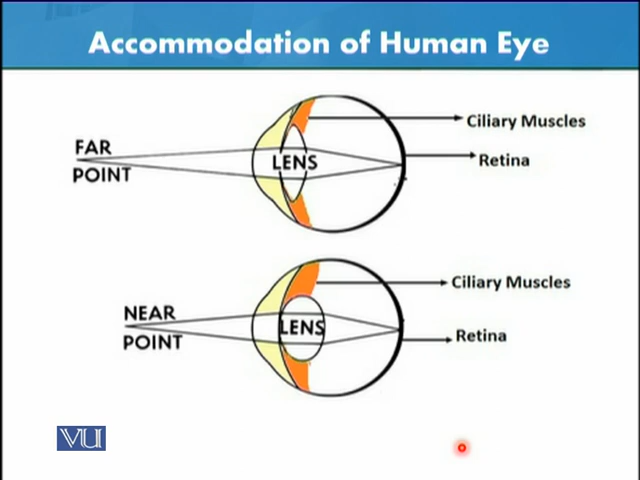 Accommodation of Human Eye
Ciliary Muscles
FAR
POINT
LENS
Retina
Ciliary Muscles
NEAR
POINT
LENS
Retina
VU